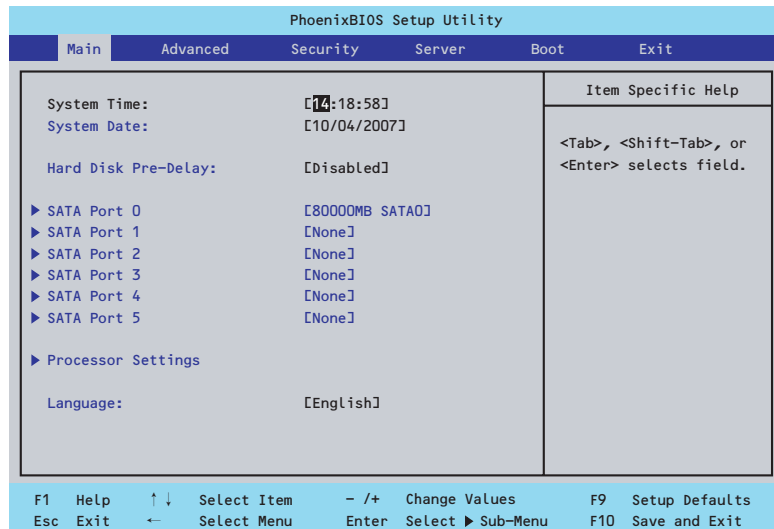 PhoenixBIOS Setup Utility
Main Advanced Security Server Boot Exit
System Time: [14:18:58]
System Date: [10/04/2007]
Hard Disk Pre-Delay: [Disabled]
▶ SATA Port 0 [80000MB SATA0]
▶ SATA Port 1 [None]
▶ SATA Port 2 [None]
▶ SATA Port 3 [None]
▶ SATA Port 4 [None]
▶ SATA Port 5 [None]
▶ Processor Settings
Language: [English]
Item Specific Help
<Tab>, <Shift-Tab>, or
<Enter> selects field.
F1 Help ↑↓ Select Item - /+ Change Values F9 Setup Defaults
Esc Exit ← Select Menu Enter Select ▶ Sub-Menu F10 Save and Exit